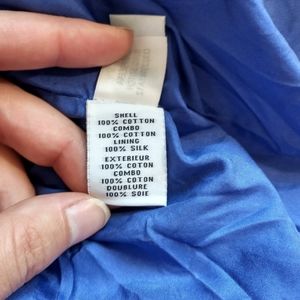 SHELL
100% COTTON
COMBO
100% COTTON
LINING
100% SILK
EXTERIEUR
100% COTON
COMBO
100% COTON
DOUBLURE
100% SOIE